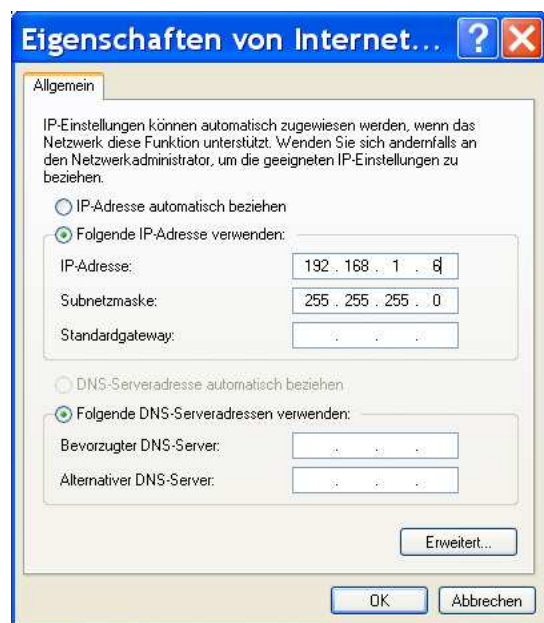 Eigenschaften von Internet...
Allgemein
IP-Einstellungen können automatisch zugewiesen werden, wenn das
Netzwerk diese Funktion unterstützt. Wenden Sie sich andernfalls an
den Netzwerkadministrator, um die geeigneten IP-Einstellungen zu
beziehen.
IP-Adresse automatisch beziehen
Folgende IP-Adresse verwenden:
IP-Adresse: 192 . 168 . 1 . 6
Subnetzmaske: 255 . 255 . 255 . 0
Standardgateway: . . .
DNS-Serveradresse automatisch beziehen
Folgende DNS-Serveradressen verwenden:
Bevorzugter DNS-Server: . . .
Alternativer DNS-Server: . . .
Erweitert...
OK Abbrechen